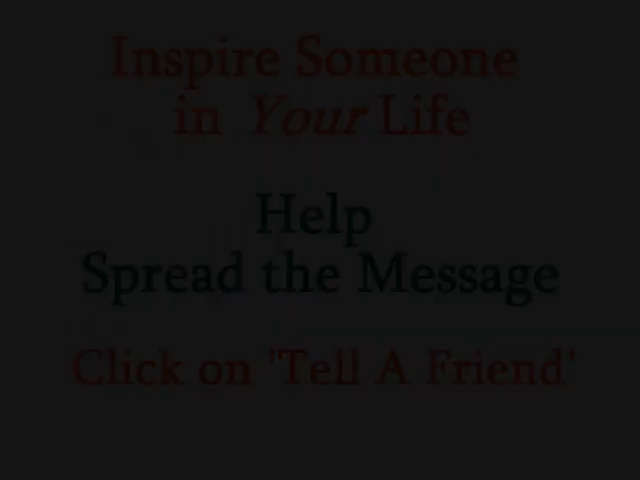 Inspire Someone
in Your Life
Help
Spread the Message
Click on 'Tell A Friend'